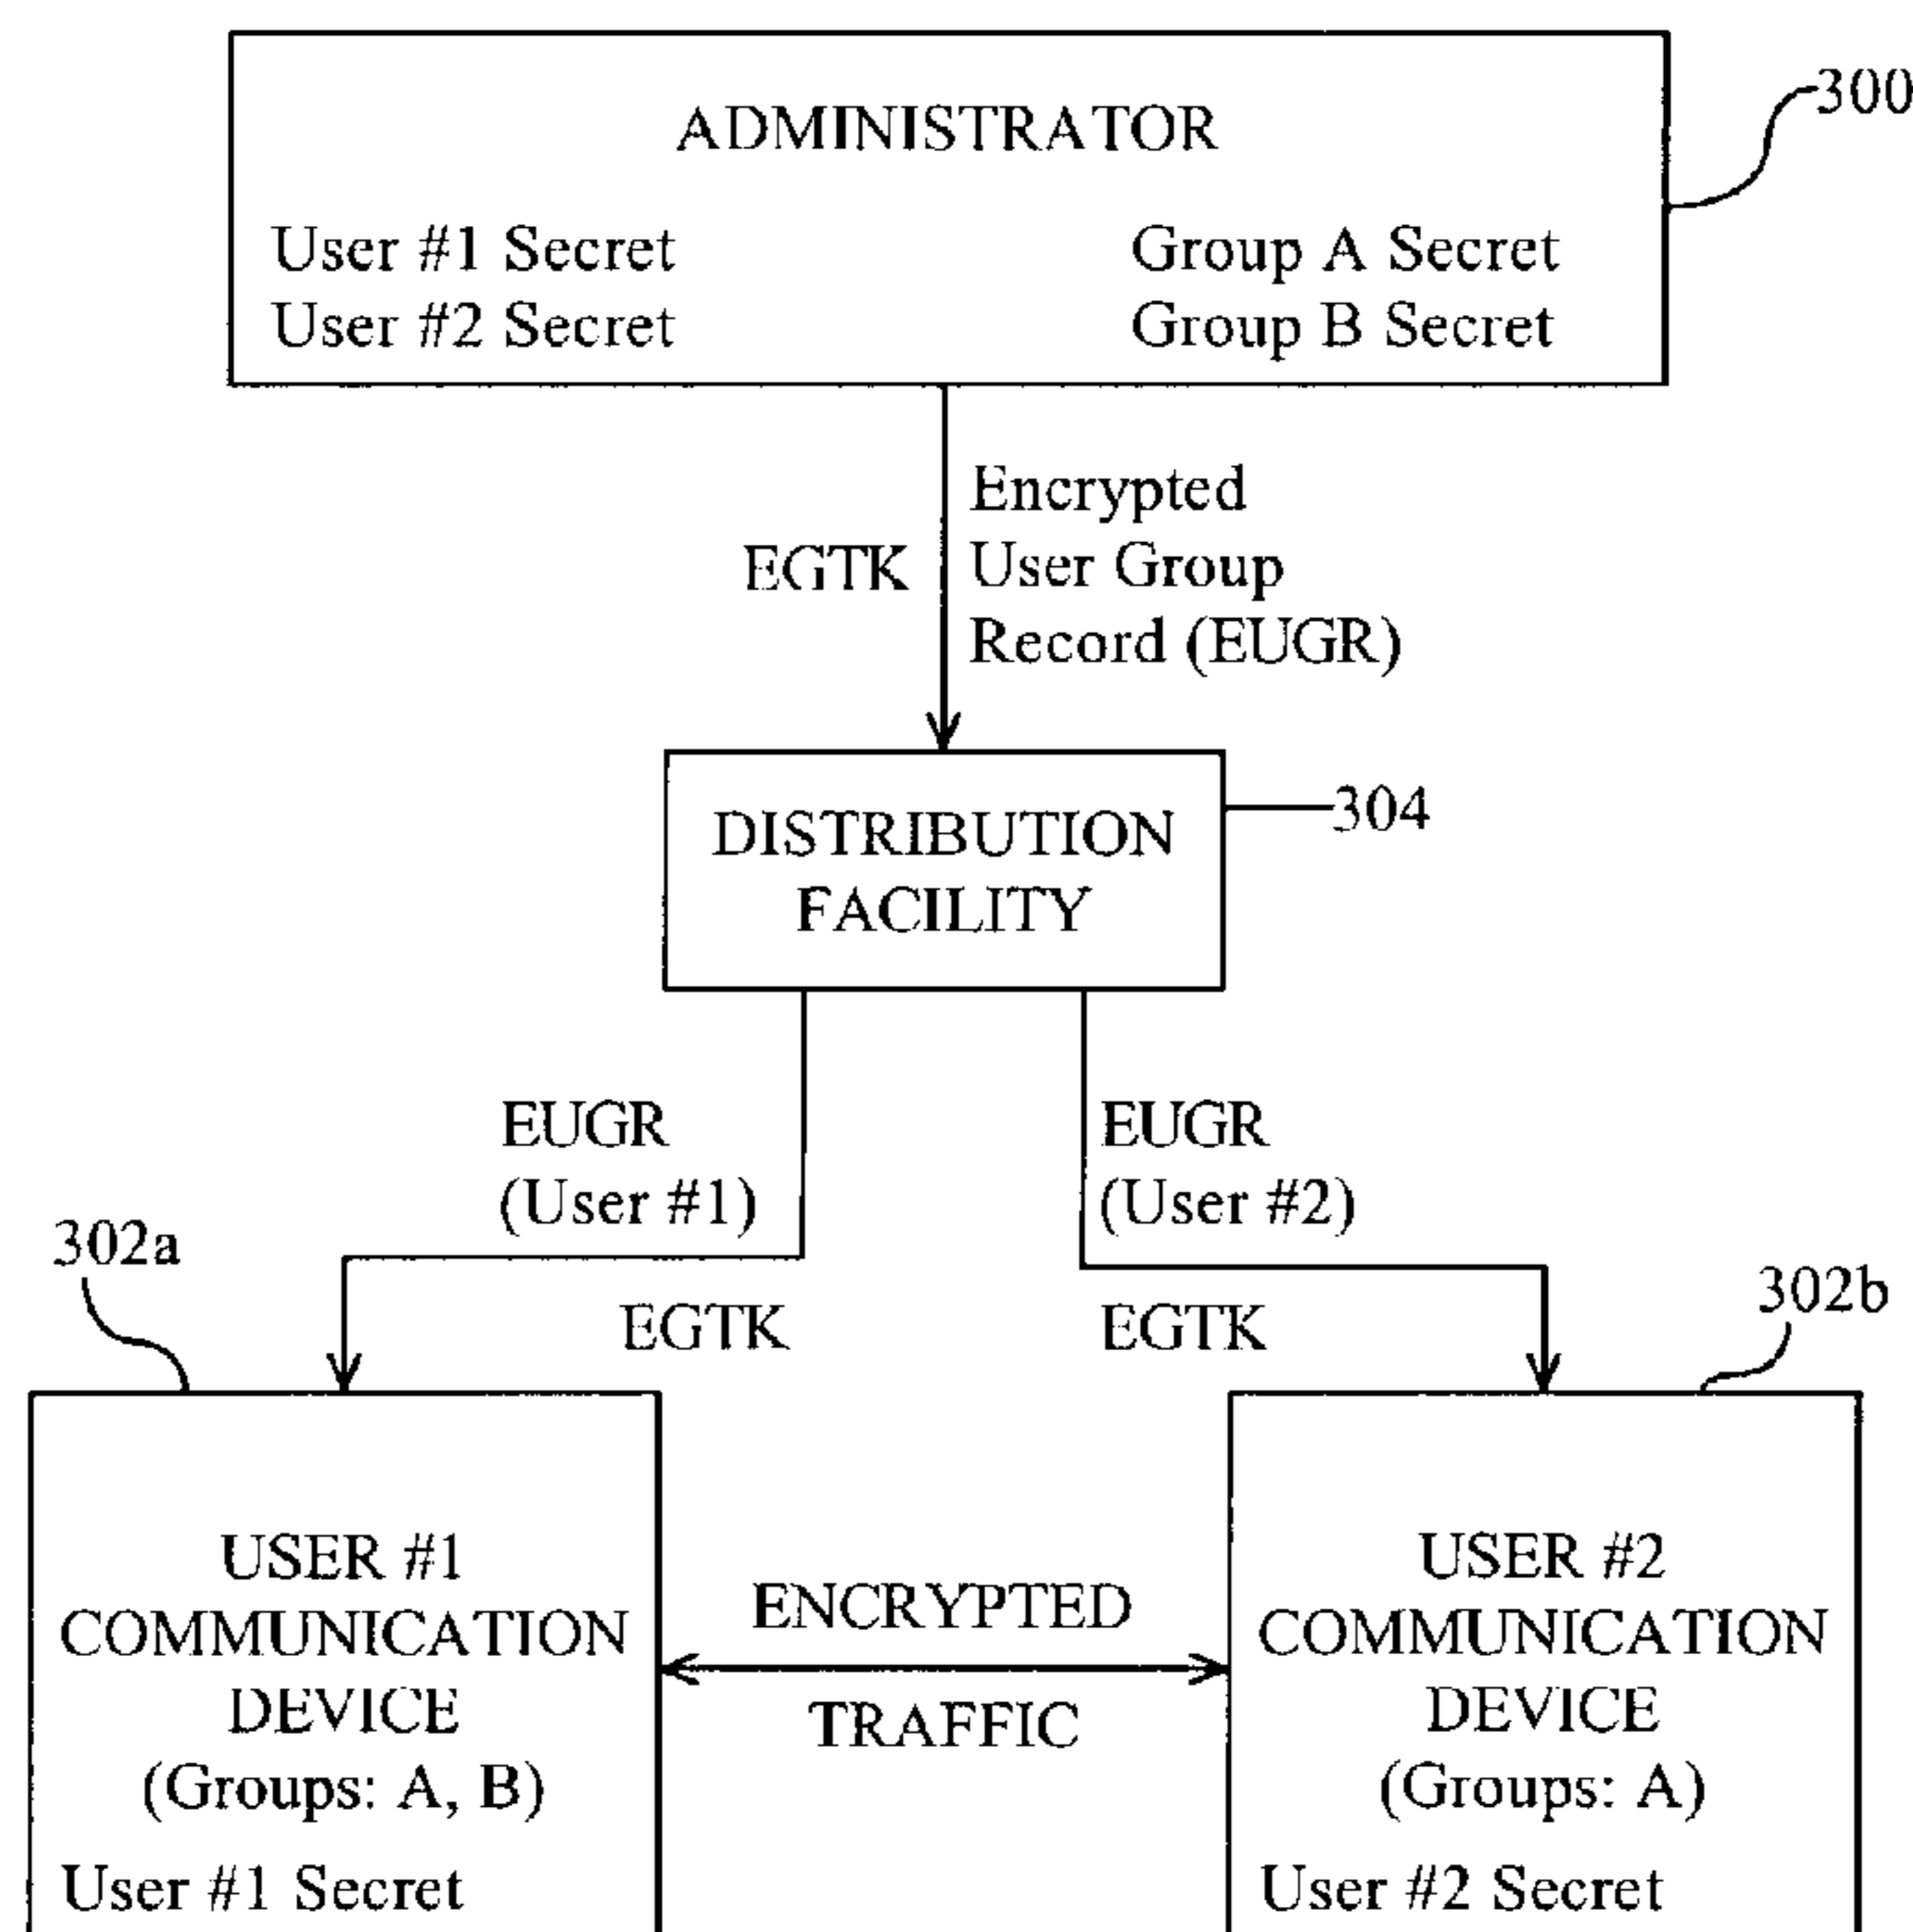 ADMINISTRATOR
300
User #1 Secret
Group A Secret
User #2 Secret
Group B Secret
Encrypted
EGTK
User Group
Record (EUGR)
DISTRIBUTION
FACILITY
304
EUGR
(User #1)
EUGR
(User #2)
302a
302b
EGTK
EGTK
USER #1
COMMUNICATION
DEVICE
(Groups: A, B)
User #1 Secret
ENCRYPTED
TRAFFIC
USER #2
COMMUNICATION
DEVICE
(Groups: A)
User #2 Secret